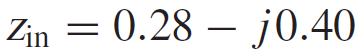 z_in = 0.28 − j0.40